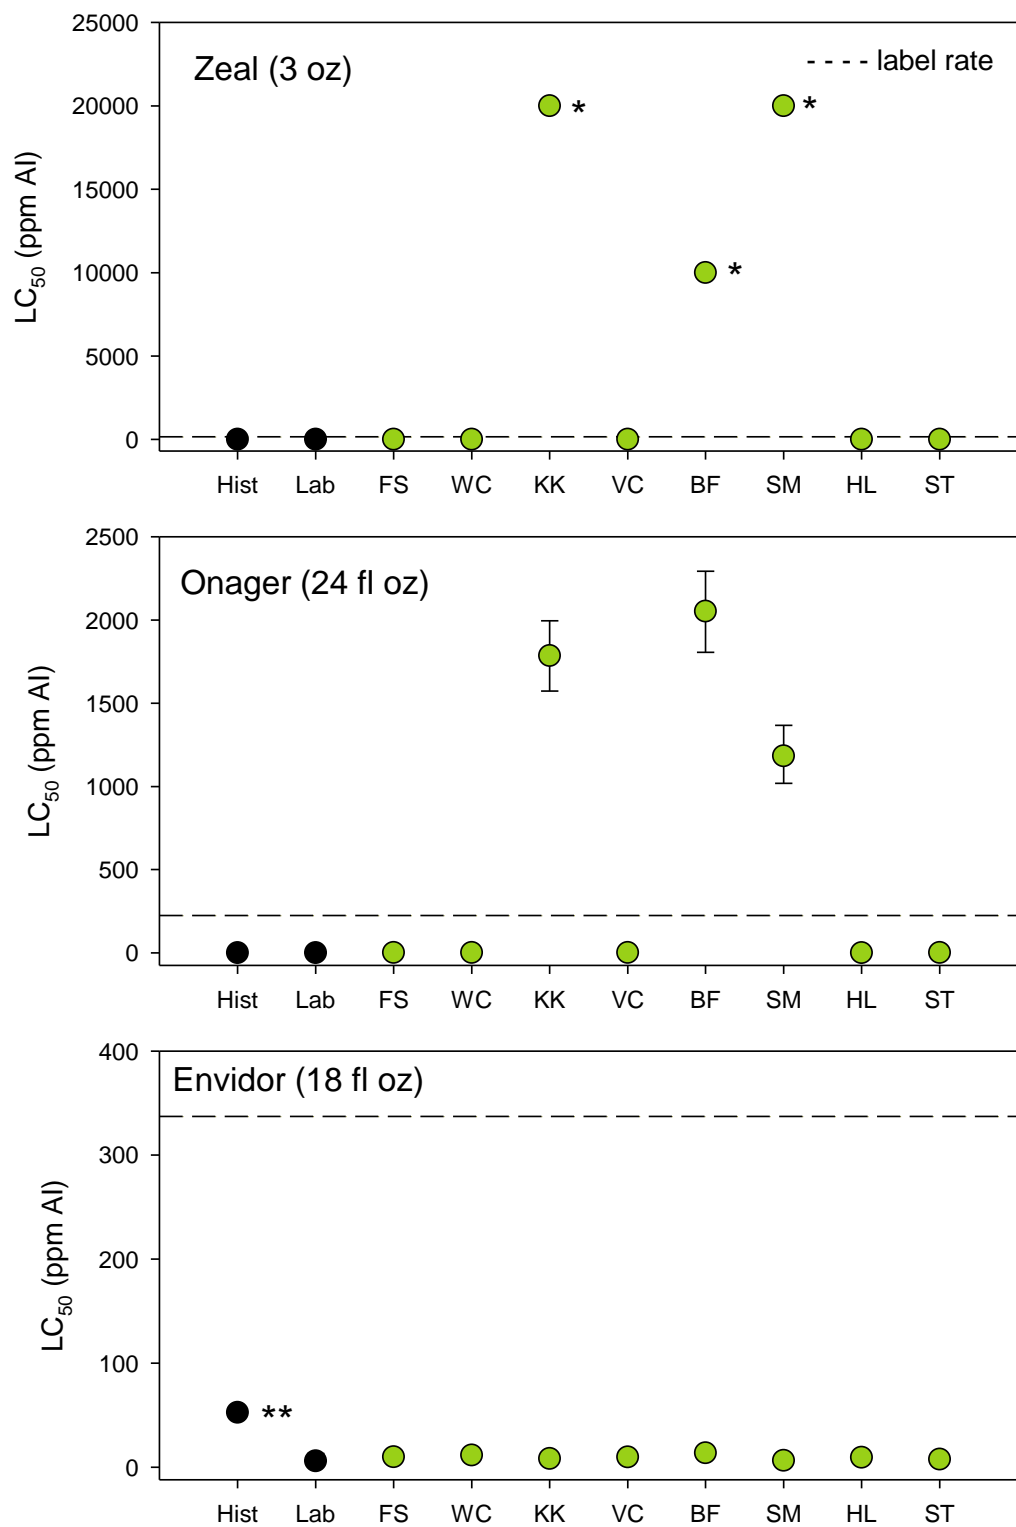 25000
Zeal (3 oz)
- - - - label rate
20000
*
*
15000
10000
*
5000
0
LC50 (ppm AI)
Hist Lab FS WC KK VC BF SM HL ST
2500
Onager (24 fl oz)
2000
1500
1000
500
0
LC50 (ppm AI)
Hist Lab FS WC KK VC BF SM HL ST
400
Envidor (18 fl oz)
300
200
100
**
0
LC50 (ppm AI)
Hist Lab FS WC KK VC BF SM HL ST